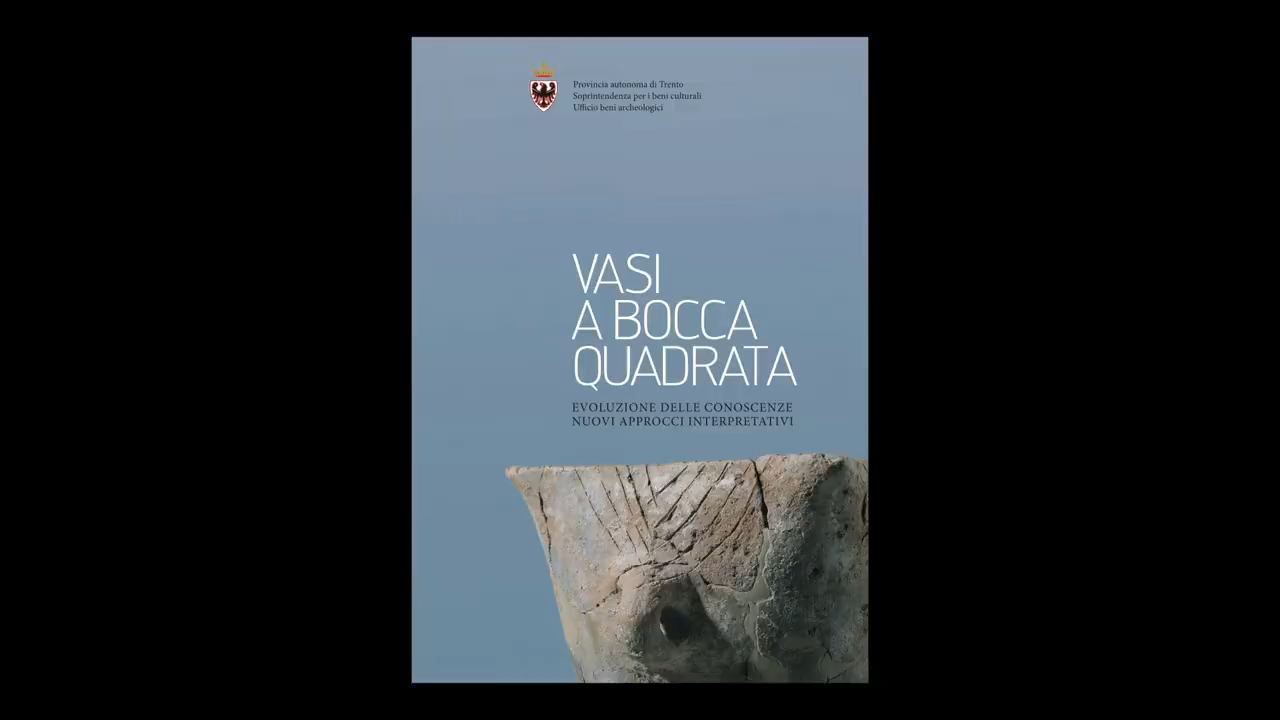 Provincia autonoma di Trento
Soprintendenza per i beni culturali
Ufficio beni archeologici
VASI
A BOCCA
QUADRATA
EVOLUZIONE DELLE CONOSCENZE
NUOVI APPROCCI INTERPRETATIVI